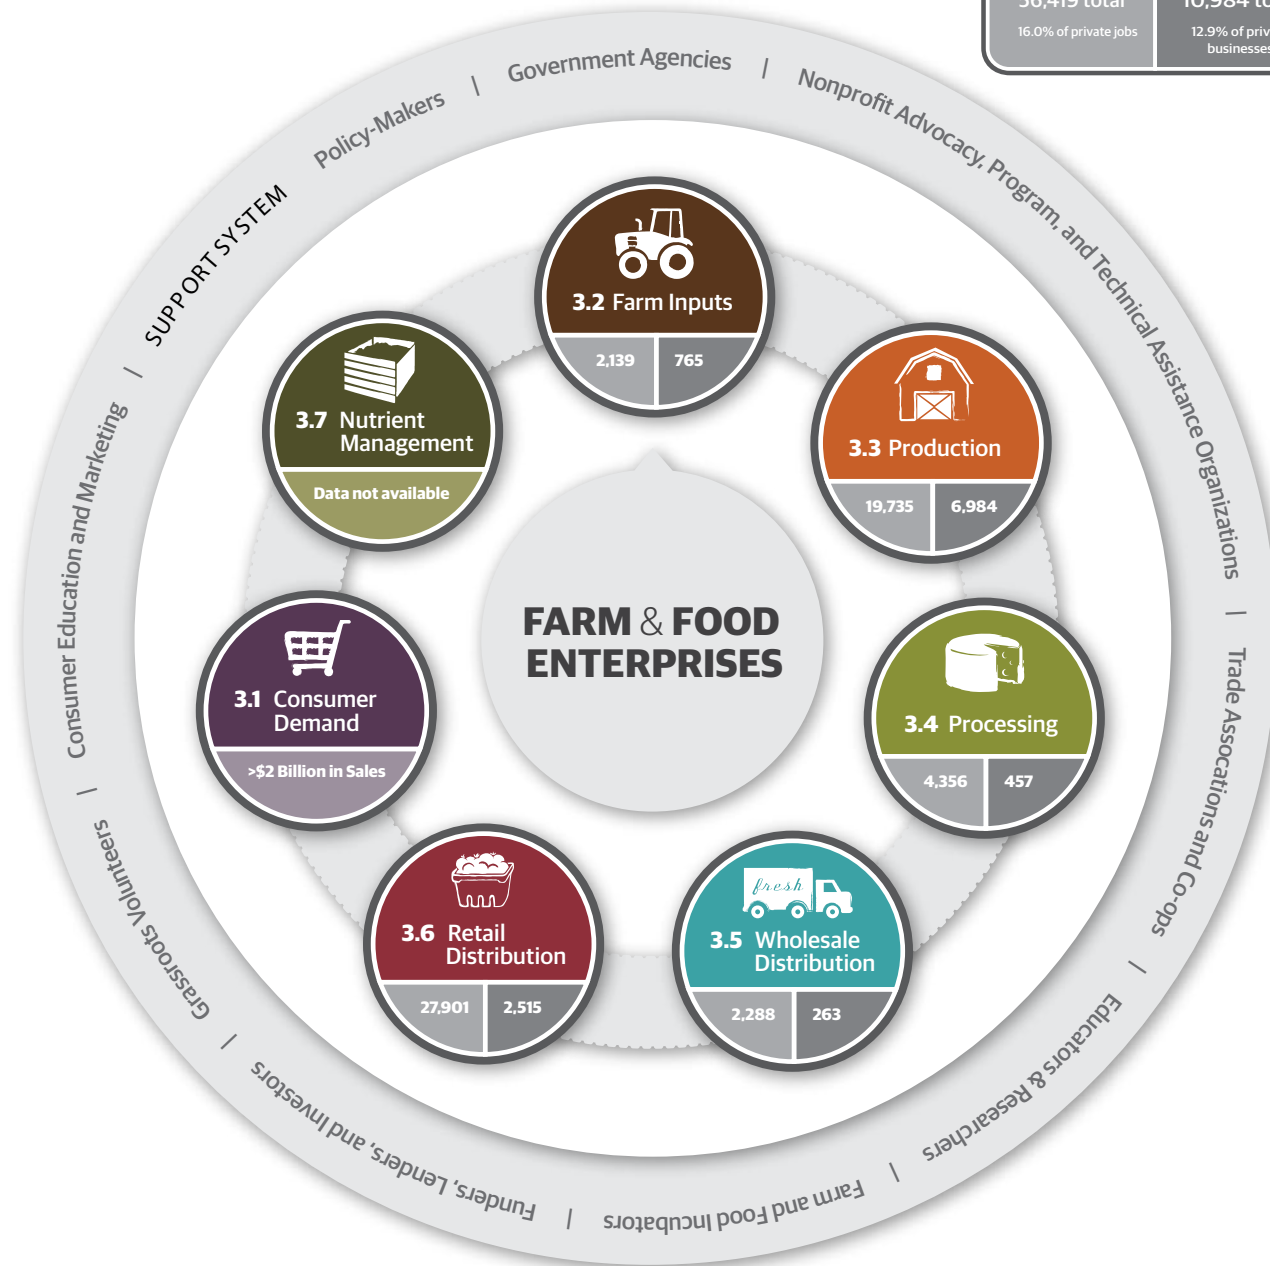 56,419 total
10,984
16.0% of private jobs
12.9% of
businesses
SUPPORT SYSTEM
Policy-Makers | Government Agencies | Nonprofit Advocacy, Program, and Technical Assistance Organizations | Trade Assocations and Co-ops | Educators & Researchers | Farm and Food Incubators | Funders, Lenders, and Investors | Grassroots Volunteers | Consumer Education and Marketing |
3.2 Farm Inputs
2,139 765
3.3 Production
19,735 6,984
3.4 Processing
4,356 457
fresh
3.5 Wholesale
Distribution
2,288 263
3.6 Retail
Distribution
27,901 2,515
3.1 Consumer
Demand
>$2 Billion in Sales
3.7 Nutrient
Management
Data not available
FARM & FOOD
ENTERPRISES